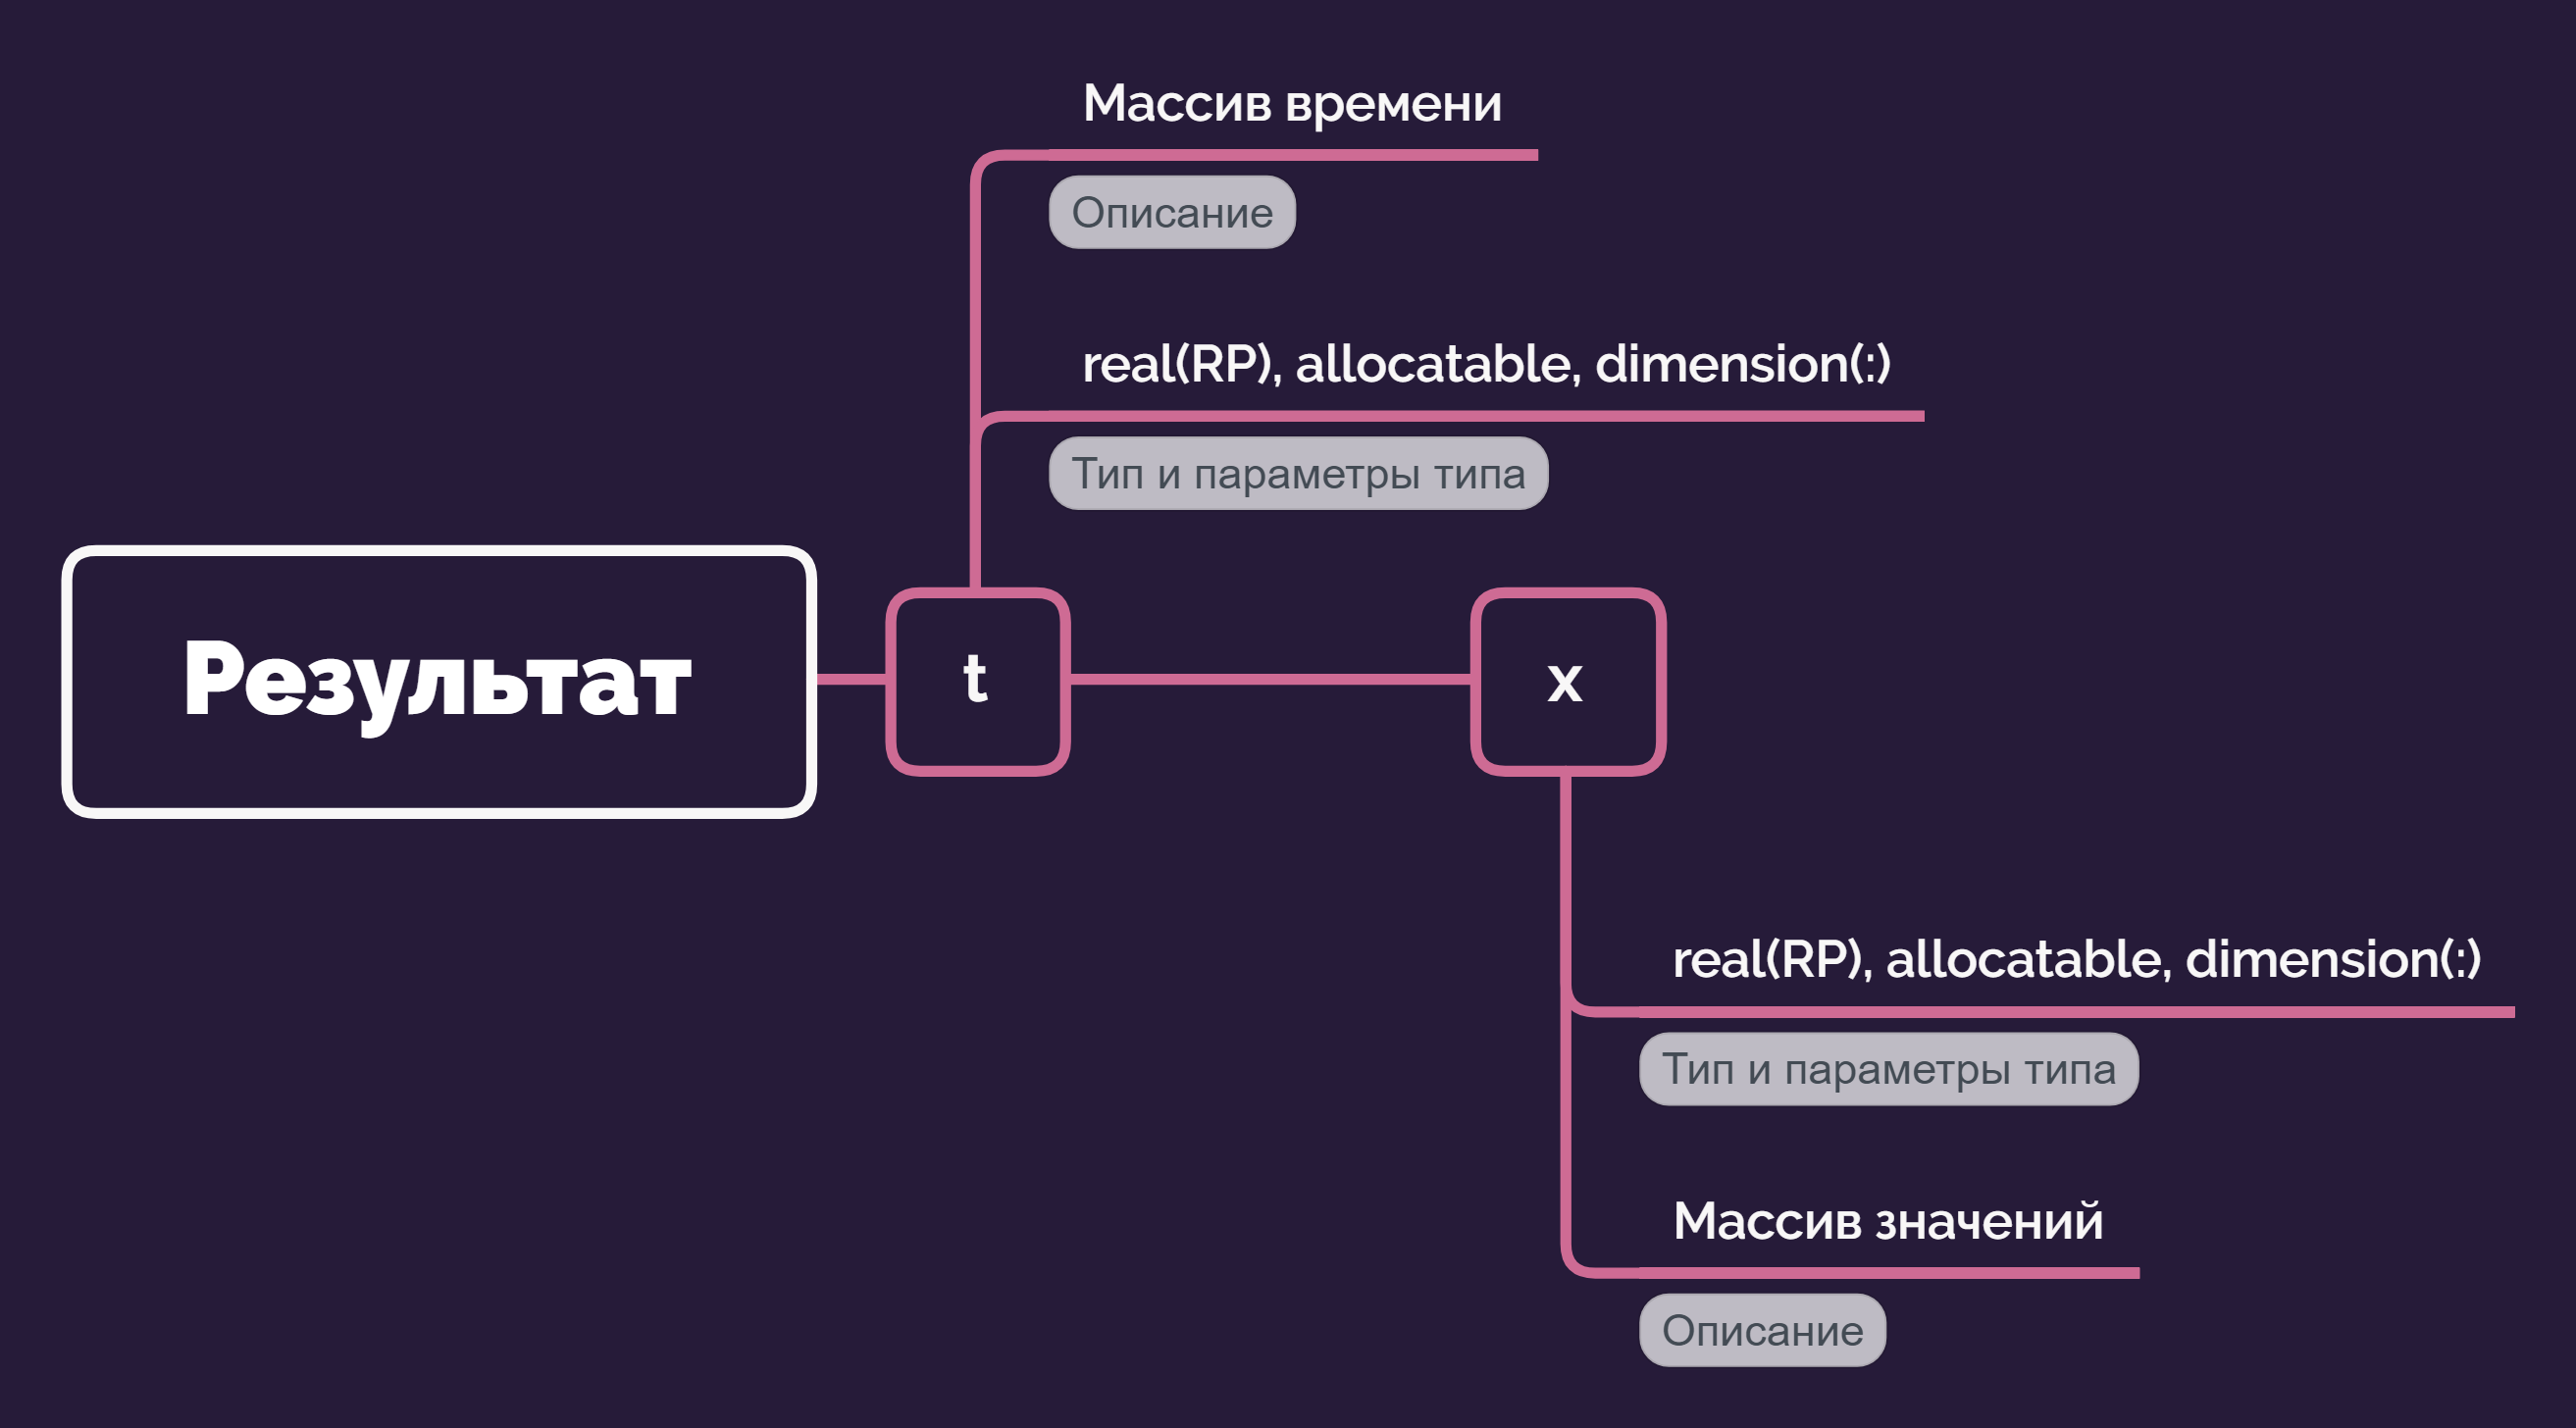 Массив времени
Описание
real(RP), allocatable, dimension(:)
Тип и параметры типа
Результат
t
x
real(RP), allocatable, dimension(:)
Тип и параметры типа
Массив значений
Описание